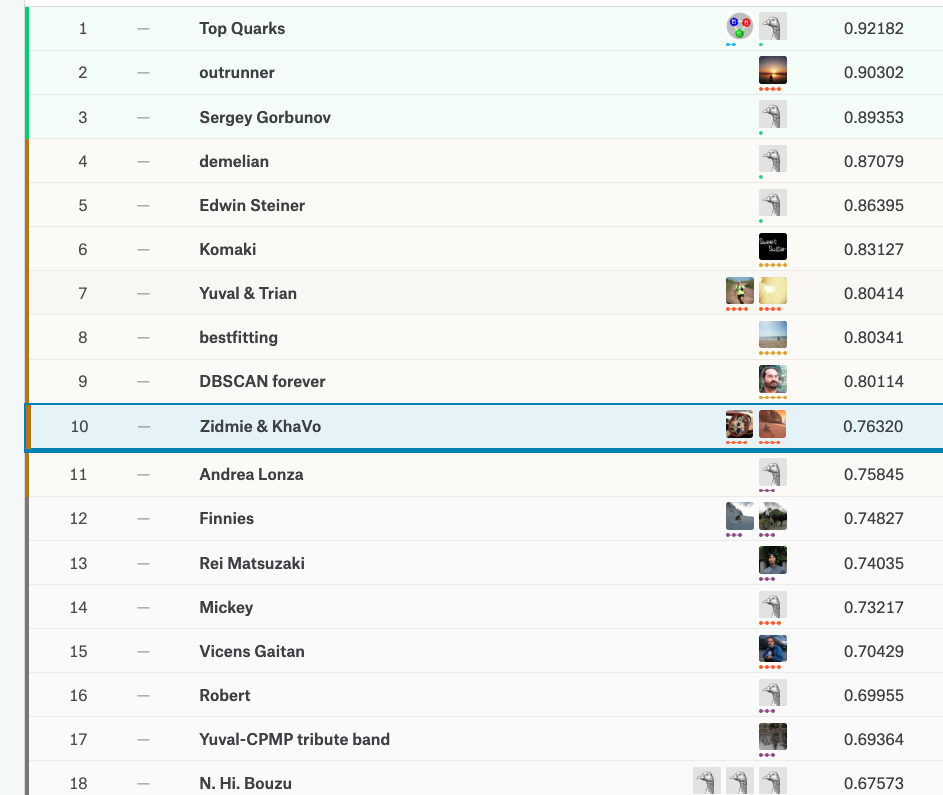 1 — Top Quarks 0.92182
2 — outrunner 0.90302
3 — Sergey Gorbunov 0.89353
4 — demelian 0.87079
5 — Edwin Steiner 0.86395
6 — Komaki 0.83127
7 — Yuval & Trian 0.80414
8 — bestfitting 0.80341
9 — DBSCAN forever 0.80114
10 — Zidmie & KhaVo 0.76320
11 — Andrea Lonza 0.75845
12 — Finnies 0.74827
13 — Rei Matsuzaki 0.74035
14 — Mickey 0.73217
15 — Vicens Gaitan 0.70429
16 — Robert 0.69955
17 — Yuval-CPMP tribute band 0.69364
18 — N. Hi. Bouzu 0.67573